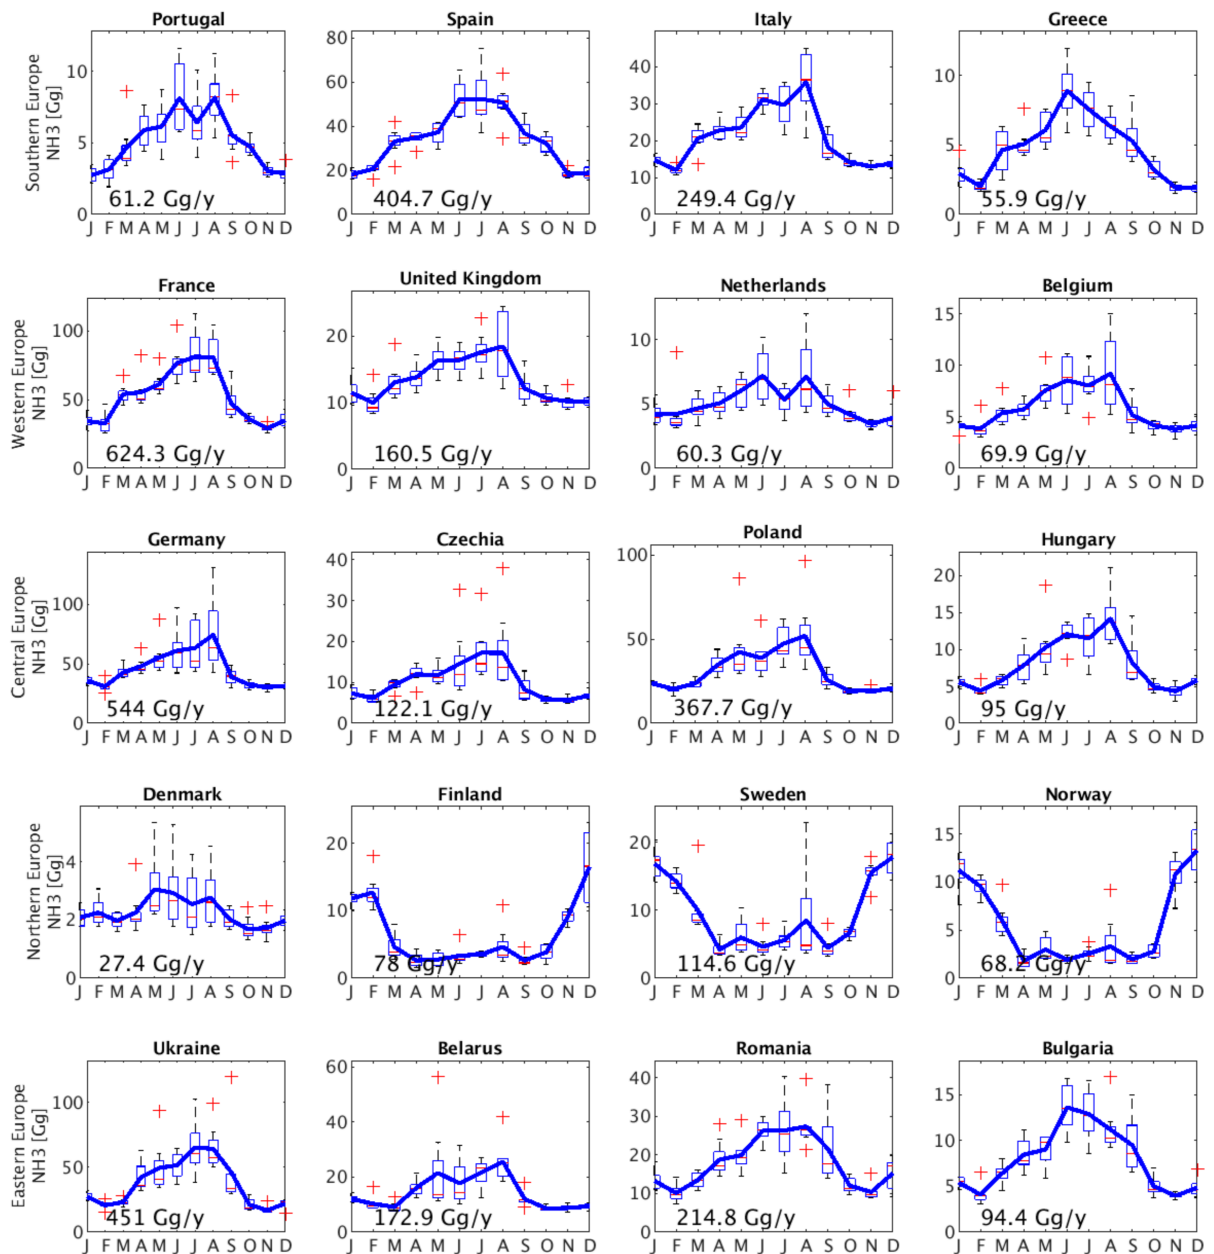 Southern Europe
NH3 [Gg]
Portugal
10
5
0
61.2 Gg/y
J F M A M J J A S O N D
Spain
80
60
40
20
0
404.7 Gg/y
J F M A M J J A S O N D
Italy
40
30
20
10
0
249.4 Gg/y
J F M A M J J A S O N D
Greece
10
5
0
55.9 Gg/y
J F M A M J J A S O N D
Western Europe
NH3 [Gg]
France
100
50
0
624.3 Gg/y
J F M A M J J A S O N D
United Kingdom
20
10
0
160.5 Gg/y
J F M A M J J A S O N D
Netherlands
10
5
0
60.3 Gg/y
J F M A M J J A S O N D
Belgium
15
10
5
0
69.9 Gg/y
J F M A M J J A S O N D
Central Europe
NH3 [Gg]
Germany
100
50
0
544 Gg/y
J F M A M J J A S O N D
Czechia
40
30
20
10
0
122.1 Gg/y
J F M A M J J A S O N D
Poland
100
50
0
367.7 Gg/y
J F M A M J J A S O N D
Hungary
20
15
10
5
0
95 Gg/y
J F M A M J J A S O N D
Northern Europe
NH3 [Gg]
Denmark
4
2
0
27.4 Gg/y
J F M A M J J A S O N D
Finland
20
10
0
78 Gg/y
J F M A M J J A S O N D
Sweden
20
15
10
5
0
114.6 Gg/y
J F M A M J J A S O N D
Norway
15
10
5
0
68.2 Gg/y
J F M A M J J A S O N D
Eastern Europe
NH3 [Gg]
Ukraine
100
50
0
451 Gg/y
J F M A M J J A S O N D
Belarus
60
40
20
0
172.9 Gg/y
J F M A M J J A S O N D
Romania
40
30
20
10
0
214.8 Gg/y
J F M A M J J A S O N D
Bulgaria
15
10
5
0
94.4 Gg/y
J F M A M J J A S O N D